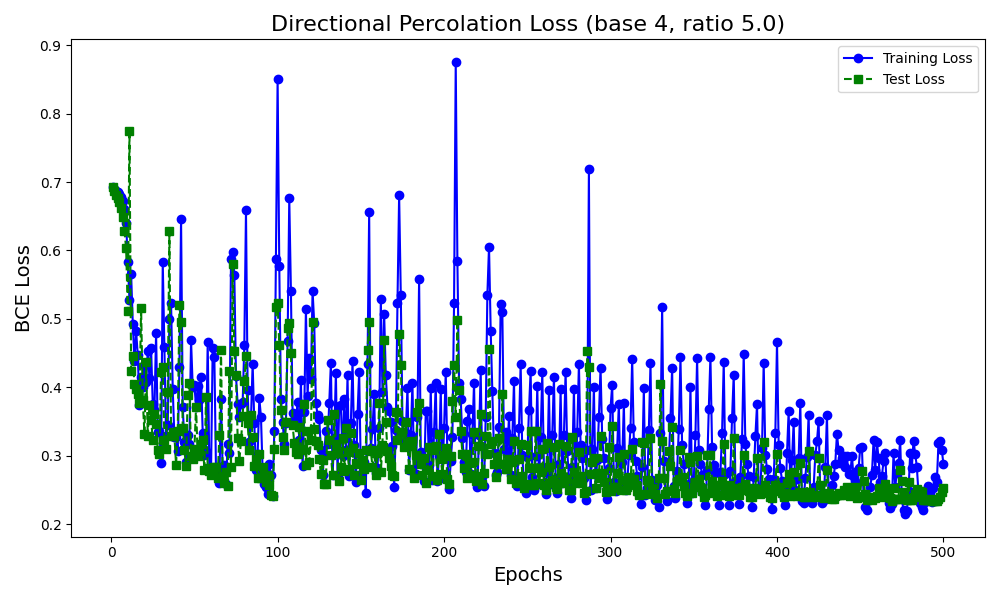 Directional Percolation Loss (base 4, ratio 5.0)
Training Loss
Test Loss
BCE Loss
0.9
0.8
0.7
0.6
0.5
0.4
0.3
0.2
0
100
200
300
400
500
Epochs